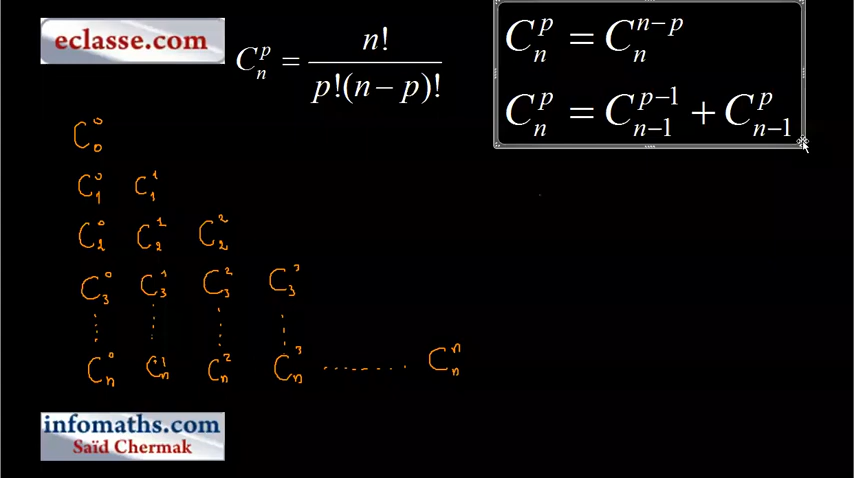 eclasse.com
C_n^p = n! / p!(n − p)!
C_n^p = C_n^{n−p}
C_n^p = C_{n−1}^{p−1} + C_{n−1}^p
C_0^0
C_1^0 C_1^1
C_2^0 C_2^1 C_2^2
C_3^0 C_3^1 C_3^2 C_3^3
C_n^0 C_n^1 C_n^2 C_n^3 ........ C_n^n
infomaths.com
Saïd Chermak